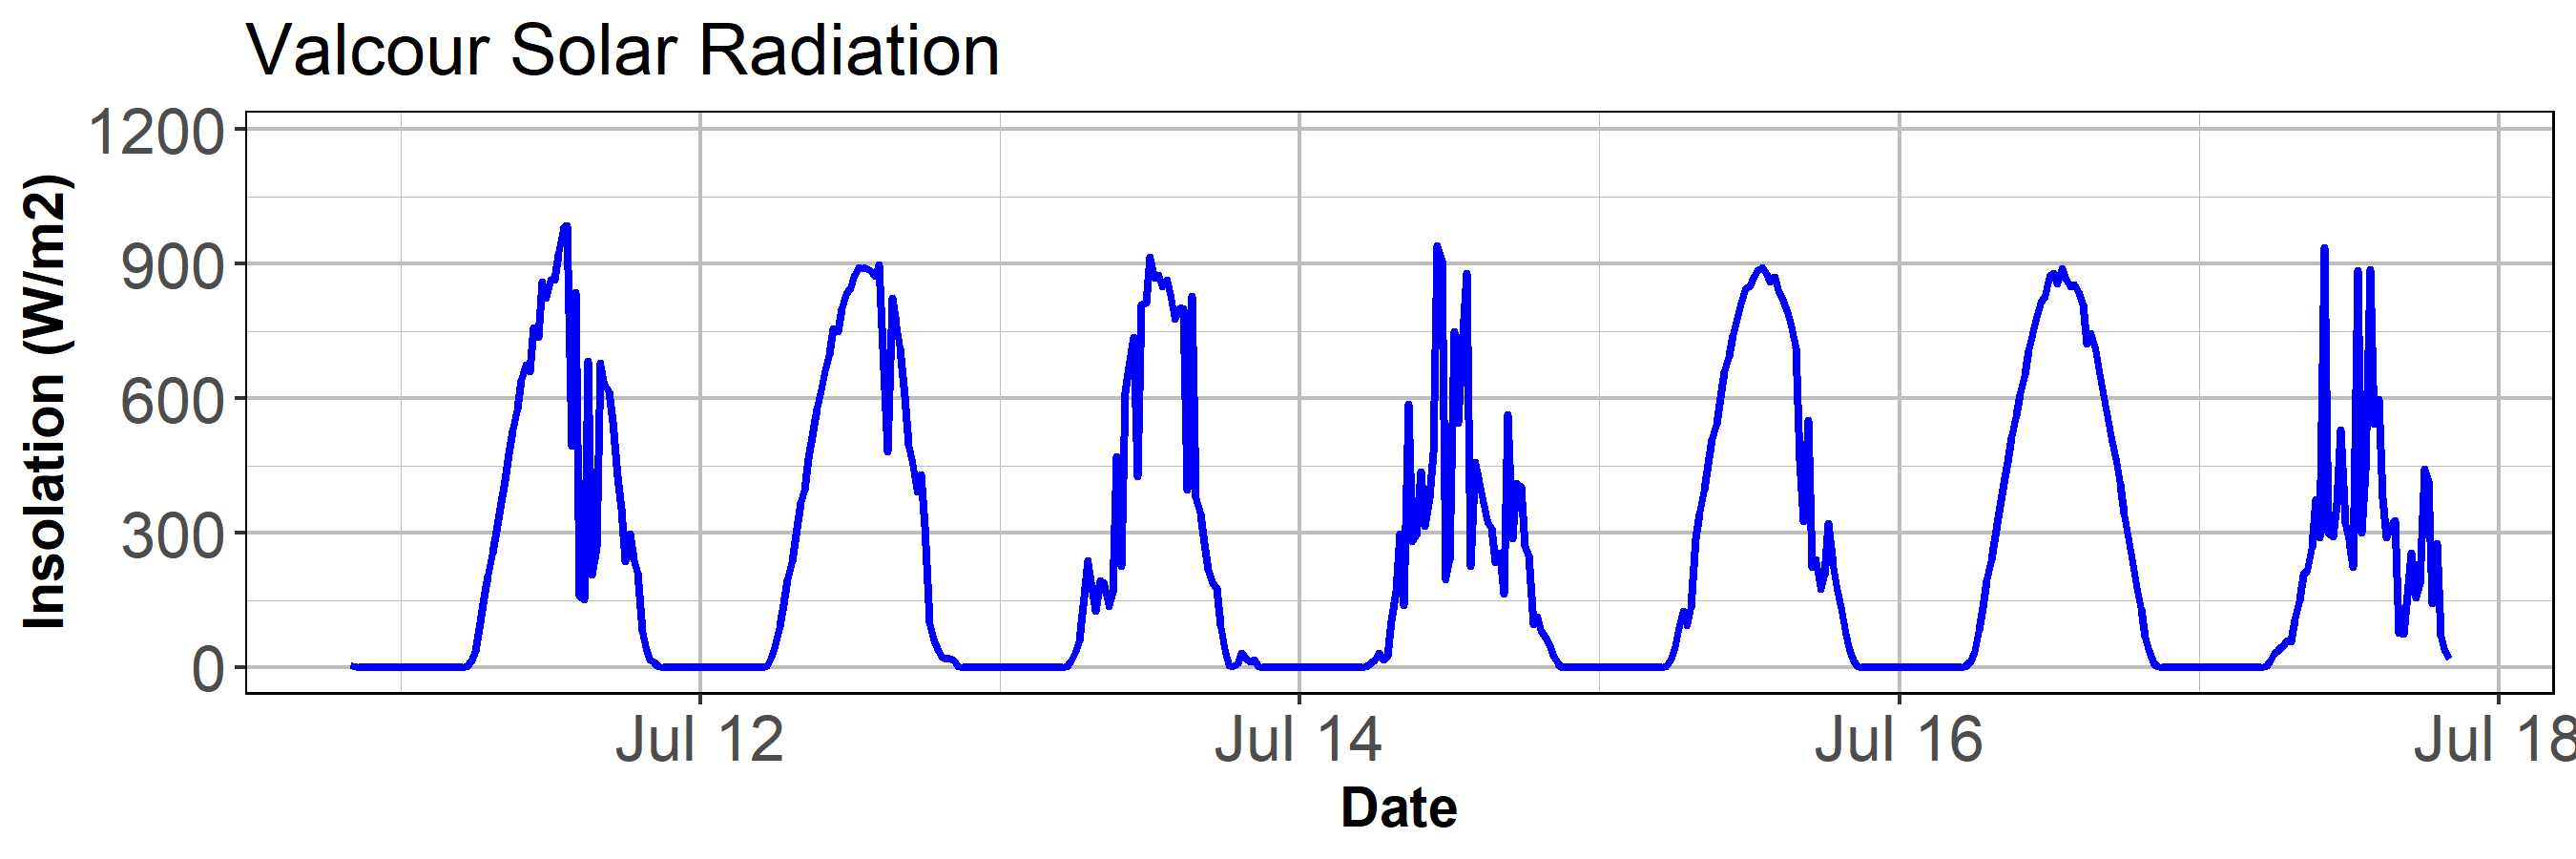 Valcour Solar Radiation
Insolation (W/m2)
1200
900
600
300
0
Jul 12 Jul 14 Jul 16 Jul 18
Date